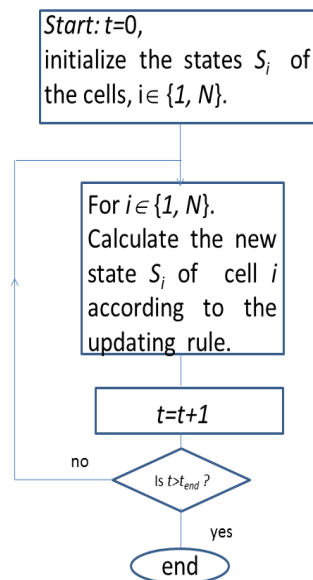 Start: t=0,
initialize the states Si of
the cells, i∈ {1, N}.
For i∈ {1, N}.
Calculate the new
state Si of cell i
according to the
updating rule.
t=t+1
no
Is t>tend ?
yes
end